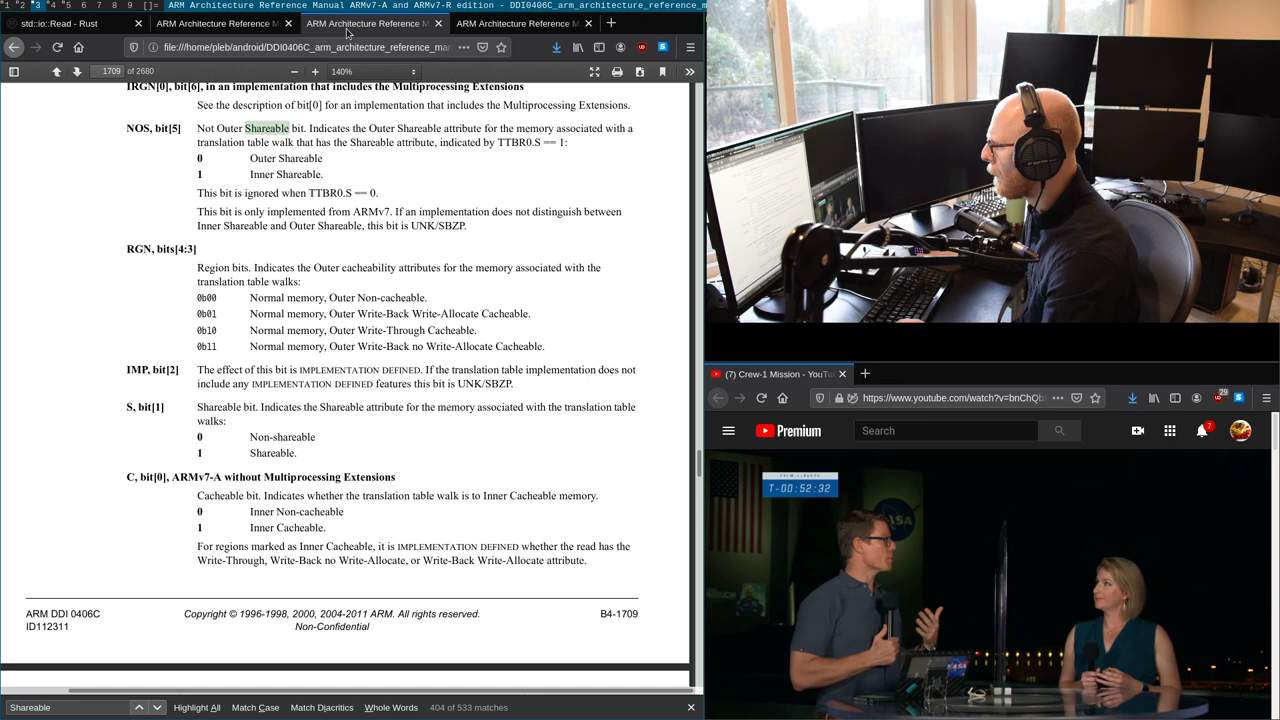 1 2 3 4 5 6 7 8 9 []= ARM Architecture Reference Manual ARMv7-A and ARMv7-R edition - DDI0406C_arm_architecture_reference_m
std::io::Read - Rust
ARM Architecture Reference M
ARM Architecture Reference M
ARM Architecture Reference M
file:///home/pleb/android/DDI0406C_arm_architecture_reference_man
1709 of 2680
140%
IRGN[0], bit[6], in an implementation that includes the Multiprocessing Extensions
See the description of bit[0] for an implementation that includes the Multiprocessing Extensions.
NOS, bit[5] Not Outer Shareable bit. Indicates the Outer Shareable attribute for the memory associated with a
translation table walk that has the Shareable attribute, indicated by TTBR0.S == 1:
0 Outer Shareable
1 Inner Shareable.
This bit is ignored when TTBR0.S == 0.
This bit is only implemented from ARMv7. If an implementation does not distinguish between
Inner Shareable and Outer Shareable, this bit is UNK/SBZP.
RGN, bits[4:3]
Region bits. Indicates the Outer cacheability attributes for the memory associated with the
translation table walks:
0b00 Normal memory, Outer Non-cacheable.
0b01 Normal memory, Outer Write-Back Write-Allocate Cacheable.
0b10 Normal memory, Outer Write-Through Cacheable.
0b11 Normal memory, Outer Write-Back no Write-Allocate Cacheable.
IMP, bit[2] The effect of this bit is IMPLEMENTATION DEFINED. If the translation table implementation does not
include any IMPLEMENTATION DEFINED features this bit is UNK/SBZP.
S, bit[1] Shareable bit. Indicates the Shareable attribute for the memory associated with the translation table
walks:
0 Non-shareable
1 Shareable.
C, bit[0], ARMv7-A without Multiprocessing Extensions
Cacheable bit. Indicates whether the translation table walk is to Inner Cacheable memory.
0 Inner Non-cacheable
1 Inner Cacheable.
For regions marked as Inner Cacheable, it is IMPLEMENTATION DEFINED whether the read has the
Write-Through, Write-Back no Write-Allocate, or Write-Back Write-Allocate attribute.
ARM DDI 0406C Copyright © 1996-1998, 2000, 2004-2011 ARM. All rights reserved. B4-1709
ID112311 Non-Confidential
Shareable Highlight All Match Case Match Diacritics Whole Words 404 of 533 matches
(7) Crew-1 Mission - YouTu
https://www.youtube.com/watch?v=bnChQb
29
Premium
Search
7
T-00:52:32
NASA
NASA